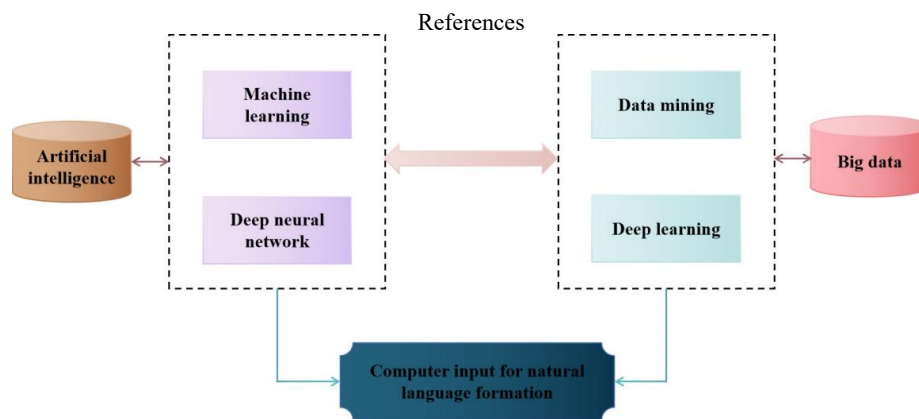 References
Machine
learning
Data mining
Artificial
intelligence
Big data
Deep neural
network
Deep learning
Computer input for natural
language formation